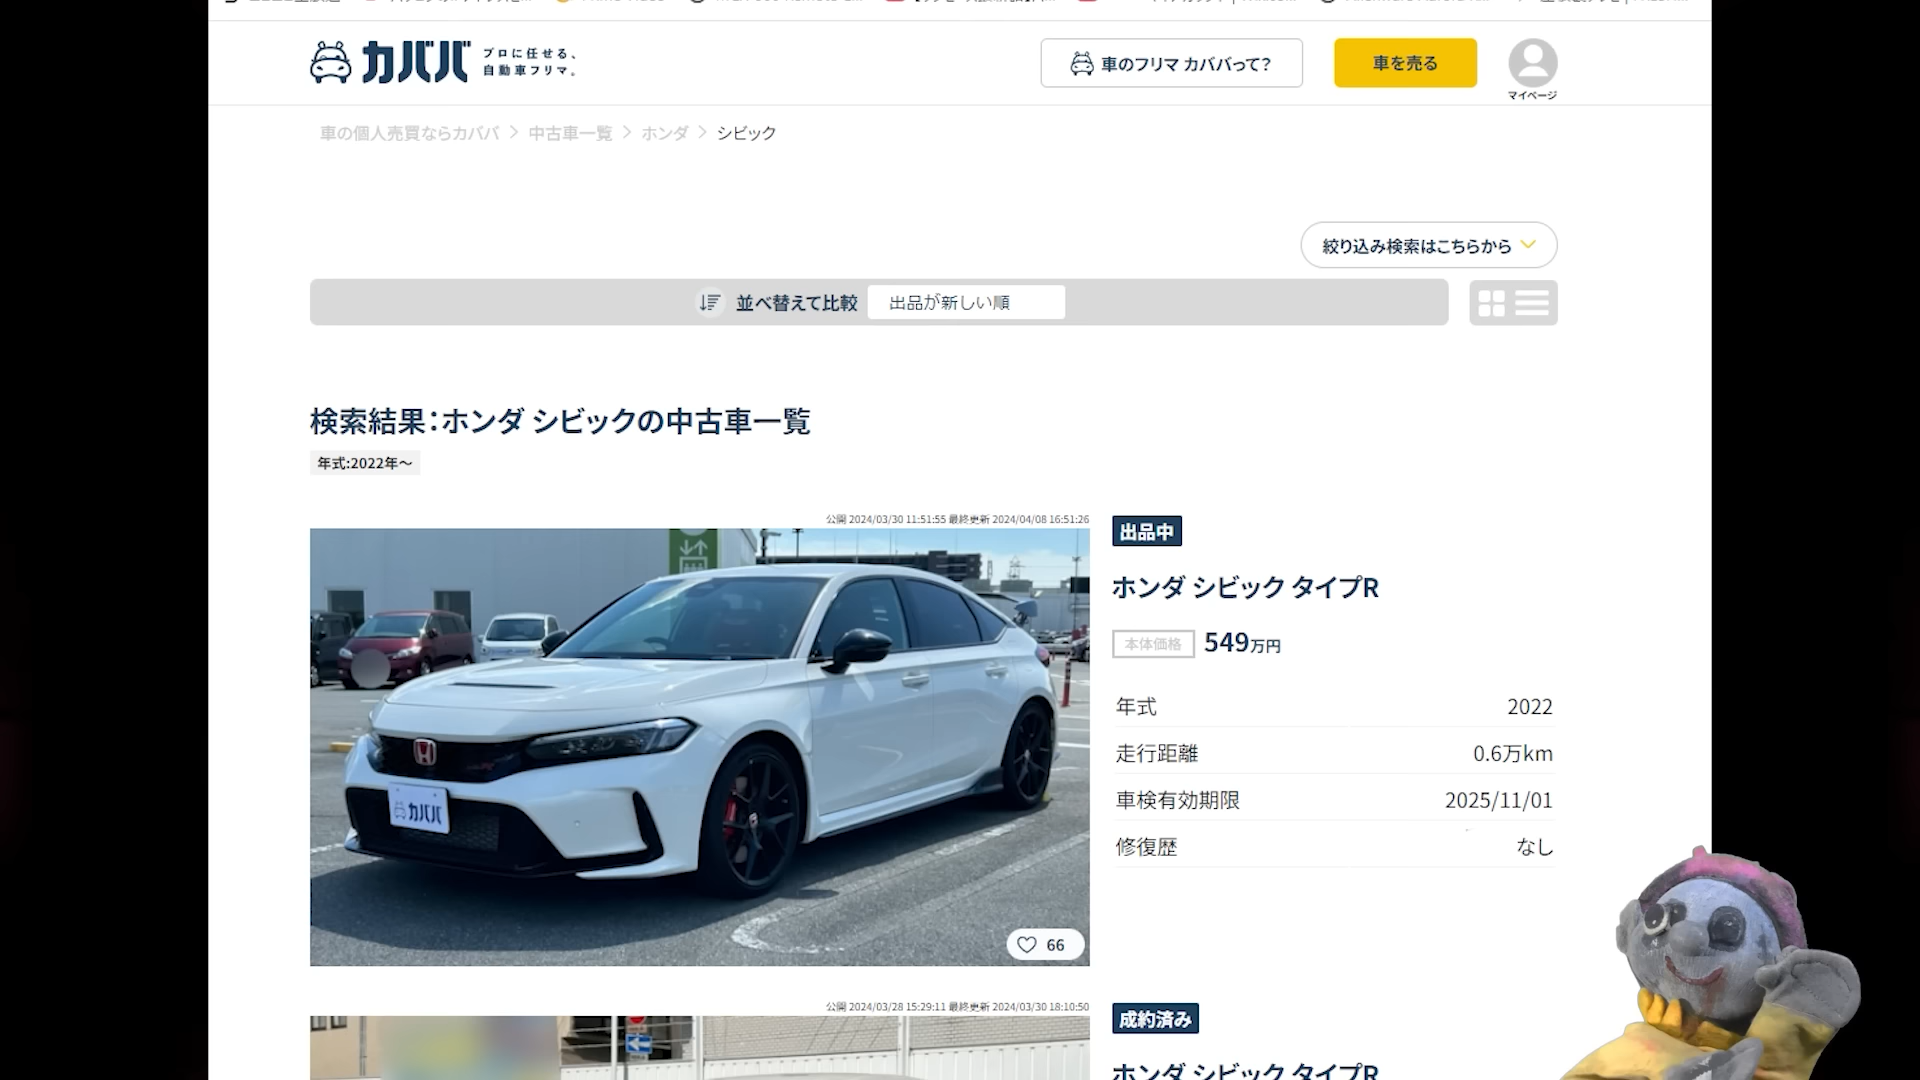 カババ
プロに任せる、
自動車フリマ。
車のフリマ カババって?
車を売る
マイページ
車の個人売買ならカババ > 中古車一覧 > ホンダ > シビック
絞り込み検索はこちらから
並べ替えて比較 出品が新しい順
検索結果：ホンダ シビックの中古車一覧
年式:2022年〜
公開 2024/03/30 11:51:55 最終更新 2024/04/08 16:51:26
出品中
ホンダ シビック タイプR
本体価格 549万円
年式 2022
走行距離 0.6万km
車検有効期限 2025/11/01
修復歴 なし
カババ
66
公開 2024/03/28 15:29:11 最終更新 2024/03/30 18:10:50
成約済み
ホンダ シビック タイプR